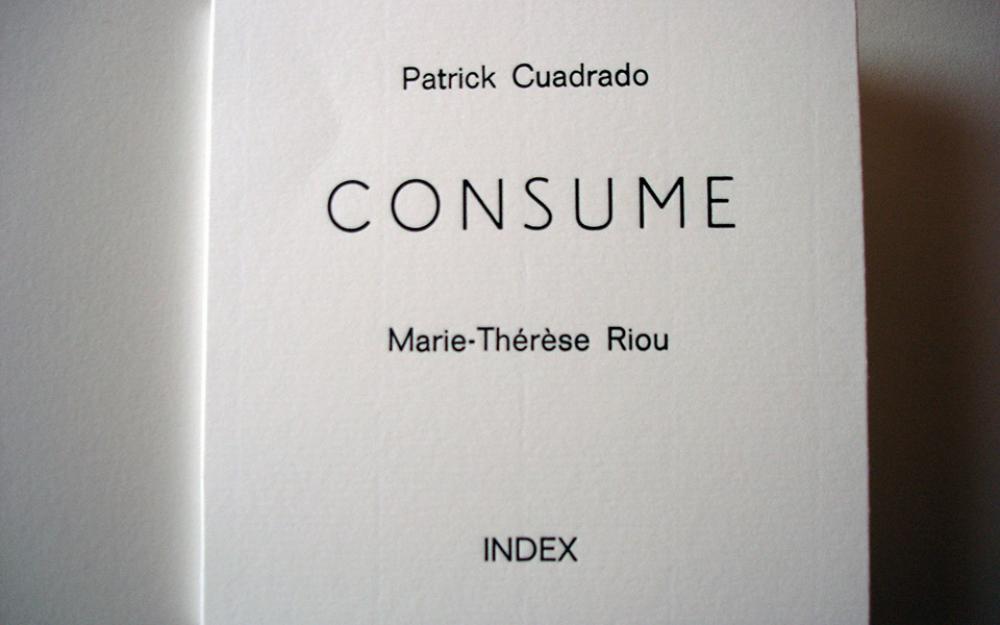 Patrick Cuadrado
CONSUME
Marie-Thérèse Riou
INDEX